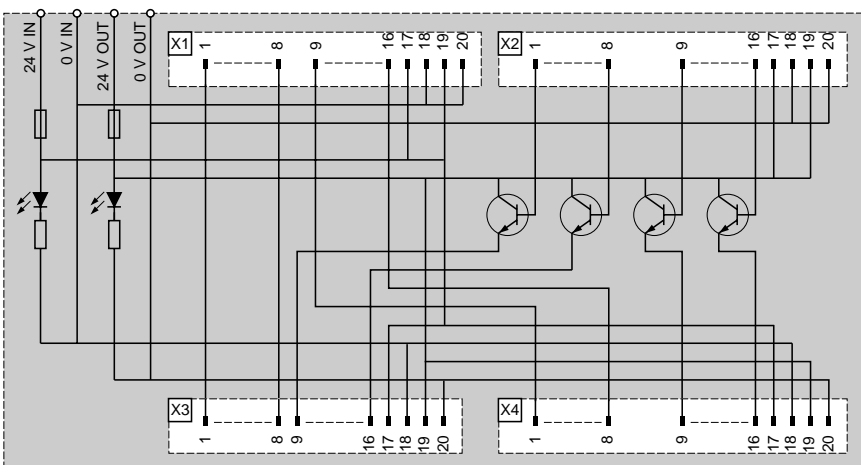 24 V IN
0 V IN
24 V OUT
0 V OUT
X1 1 8 9 16 17 18 19 20
X2 1 8 9 16 17 18 19 20
X3 1 8 9 16 17 18 19 20
X4 1 8 9 16 17 18 19 20